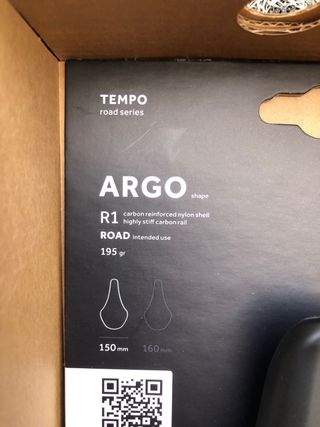 TEMPO
road series
ARGO shape
R1 carbon reinforced nylon shell
highly stiff carbon rail
ROAD intended use
195 gr
150 mm 160 mm